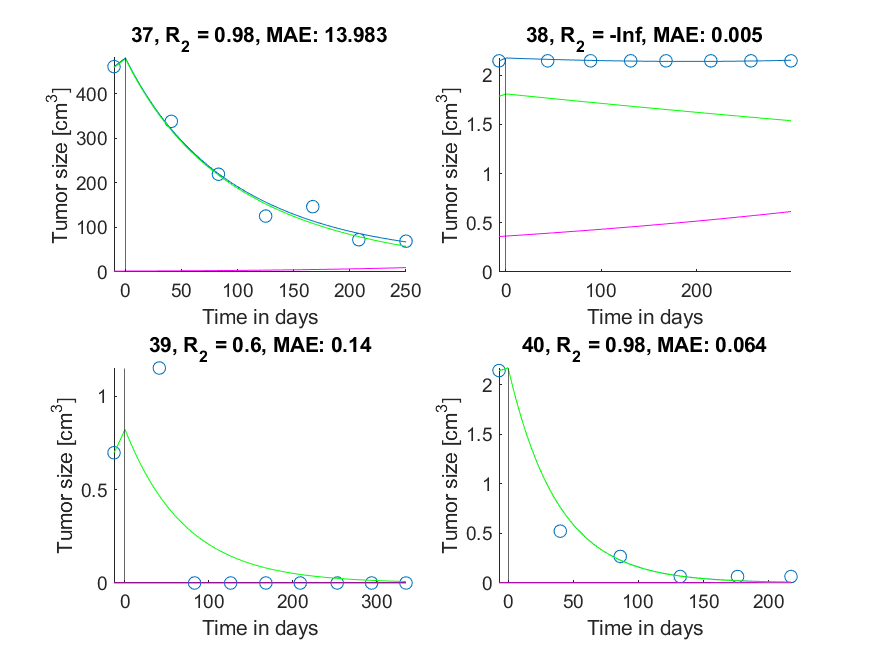 37, R2 = 0.98, MAE: 13.983
Tumor size [cm3]
400
300
200
100
0
0 50 100 150 200 250
Time in days
38, R2 = -Inf, MAE: 0.005
Tumor size [cm3]
2
1.5
1
0.5
0
0 100 200
Time in days
39, R2 = 0.6, MAE: 0.14
Tumor size [cm3]
1
0.5
0
0 100 200 300
Time in days
40, R2 = 0.98, MAE: 0.064
Tumor size [cm3]
2
1.5
1
0.5
0
0 50 100 150 200
Time in days